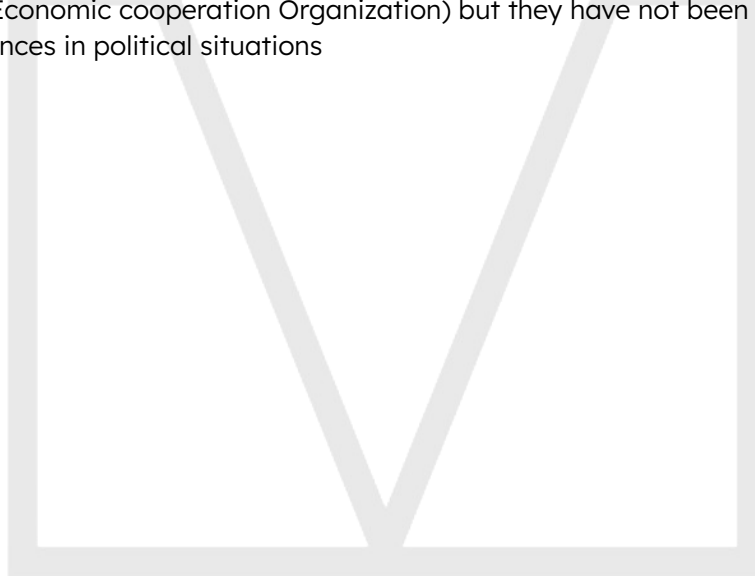 Economic cooperation Organization) but they have not been
nces in political situations